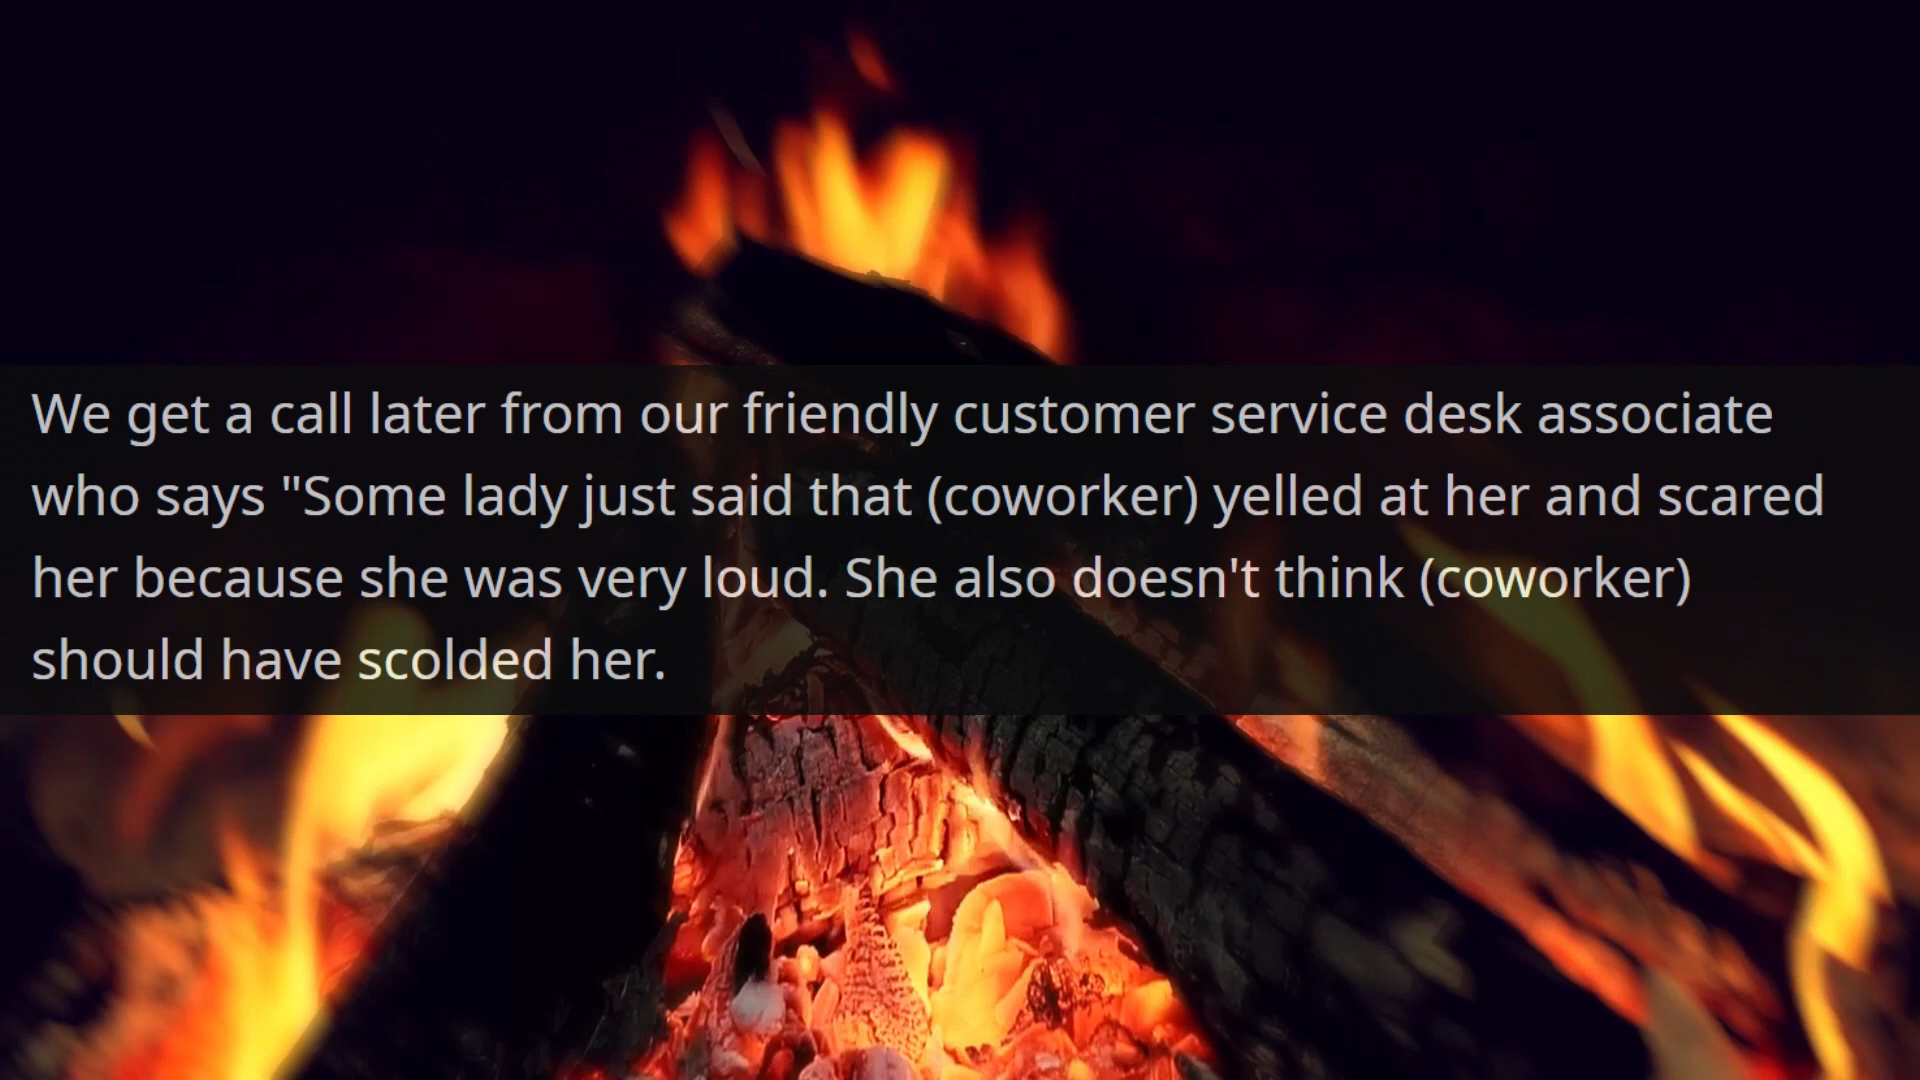 We get a call later from our friendly customer service desk associate
who says "Some lady just said that (coworker) yelled at her and scared
her because she was very loud. She also doesn't think (coworker)
should have scolded her.